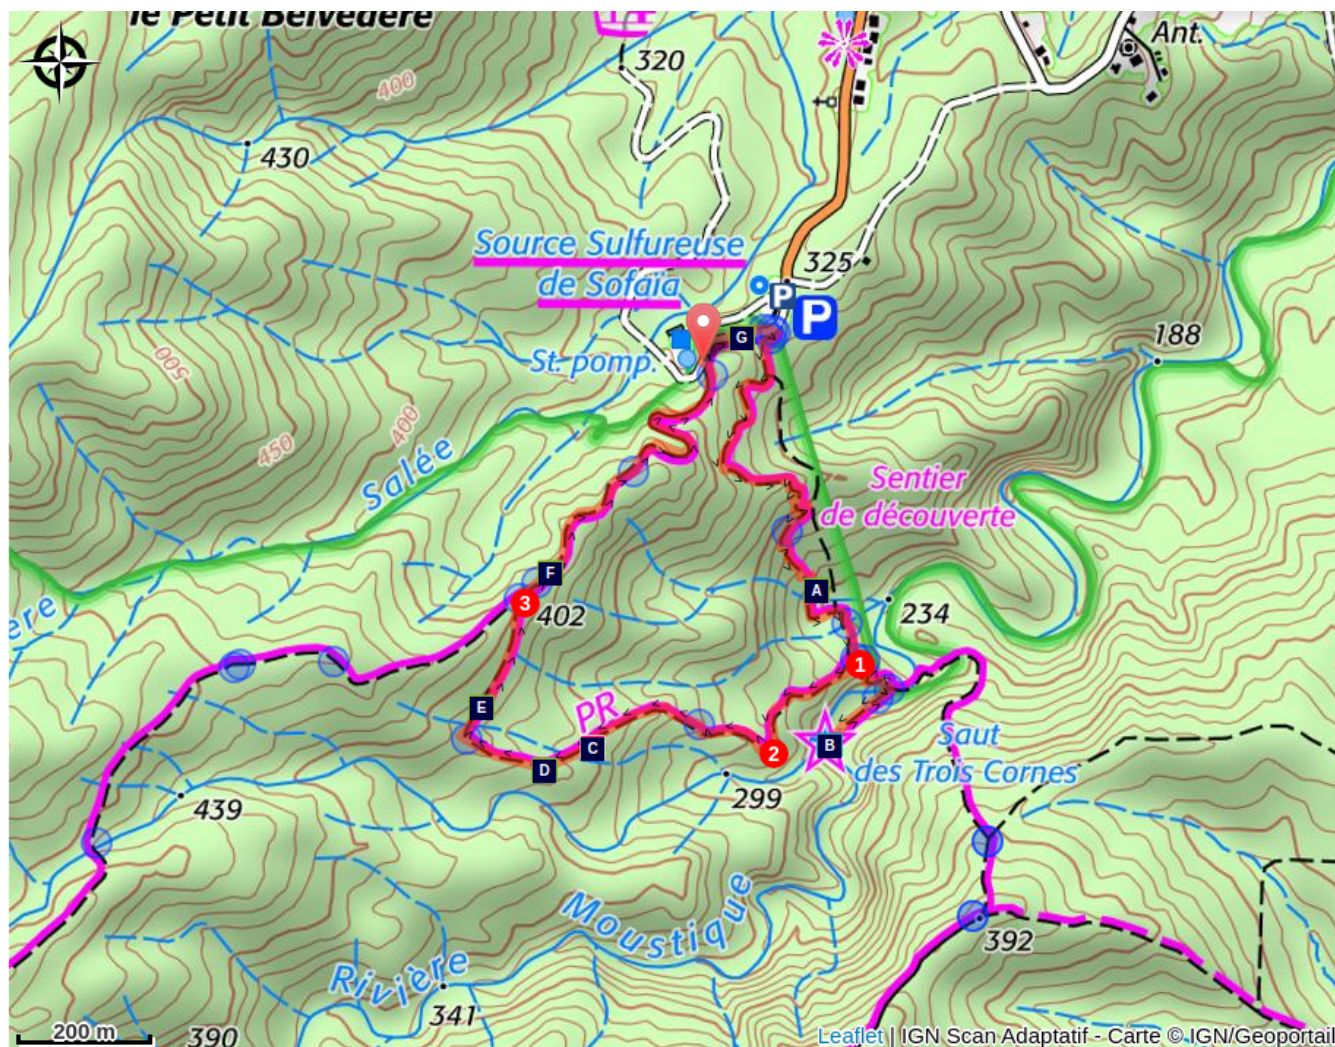 le Petit Belvédère
Ant.
320
400
430
Source Sulfureuse
de Sofaïa
325
P
P
188
G
St. pomp.
500
400
450
Salée
Sentier
de découverte
A
F
3
402
234
ère
1
E
PR
C
B
2
D
Saut
des Trois Cornes
299
439
Moustique
392
Rivière
341
200 m
390
Leaflet | IGN Scan Adaptatif - Carte © IGN/Geoportail